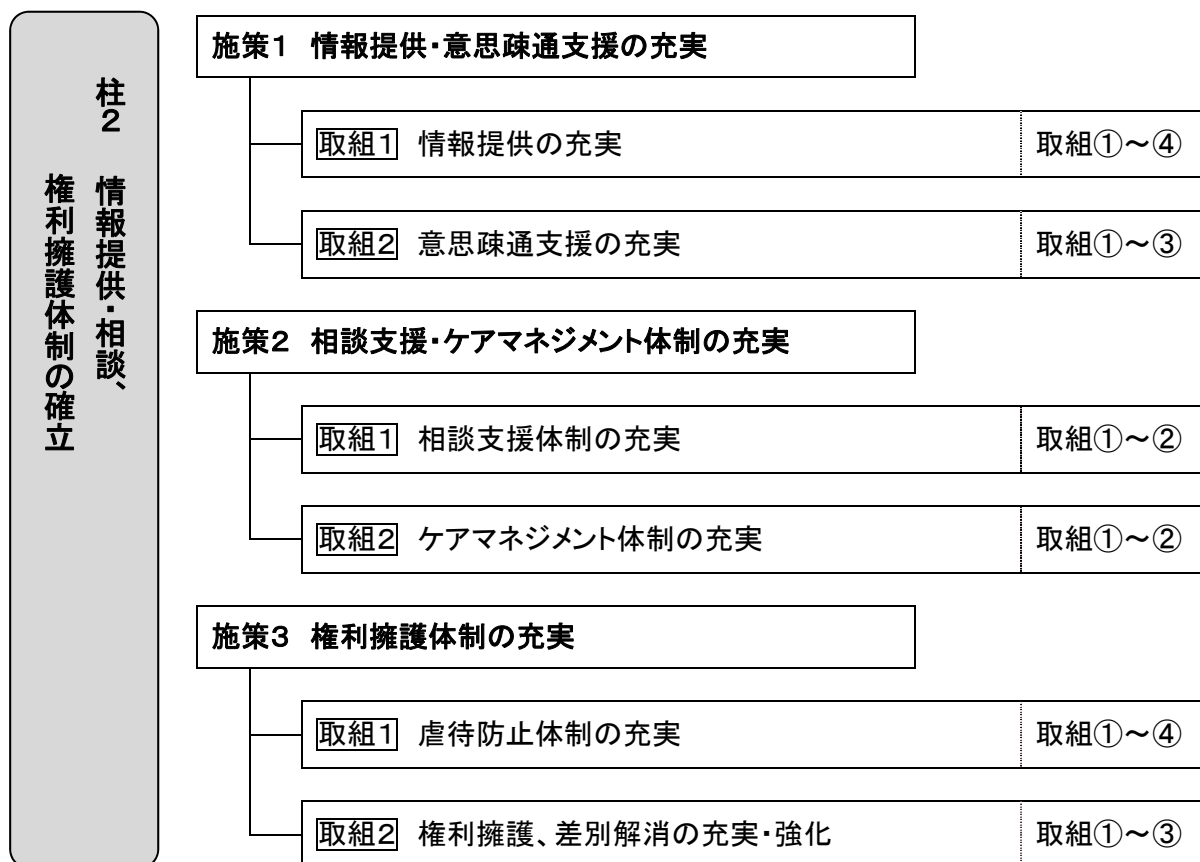 柱２　情報提供・相談、
権利擁護体制の確立
施策１　情報提供・意思疎通支援の充実
取組１　情報提供の充実　取組①～④
取組２　意思疎通支援の充実　取組①～③
施策２　相談支援・ケアマネジメント体制の充実
取組１　相談支援体制の充実　取組①～②
取組２　ケアマネジメント体制の充実　取組①～②
施策３　権利擁護体制の充実
取組１　虐待防止体制の充実　取組①～④
取組２　権利擁護、差別解消の充実・強化　取組①～③